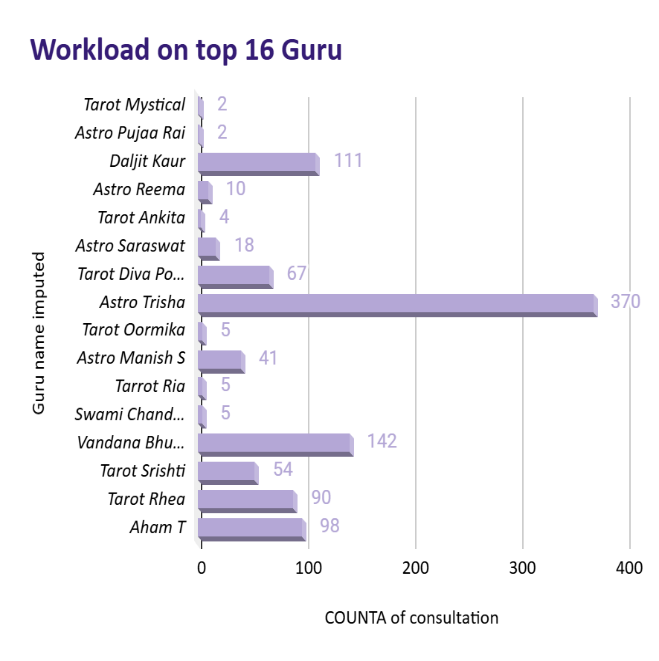 Workload on top 16 Guru
Tarot Mystical 2
Astro Pujaa Rai 2
Daljit Kaur 111
Astro Reema 10
Tarot Ankita 4
Astro Saraswat 18
Tarot Diva Po... 67
Astro Trisha 370
Tarot Oormika 5
Astro Manish S 41
Tarrot Ria 5
Swami Chand... 5
Vandana Bhu... 142
Tarot Srishti 54
Tarot Rhea 90
Aham T 98
Guru name imputed
0 100 200 300 400
COUNTA of consultation